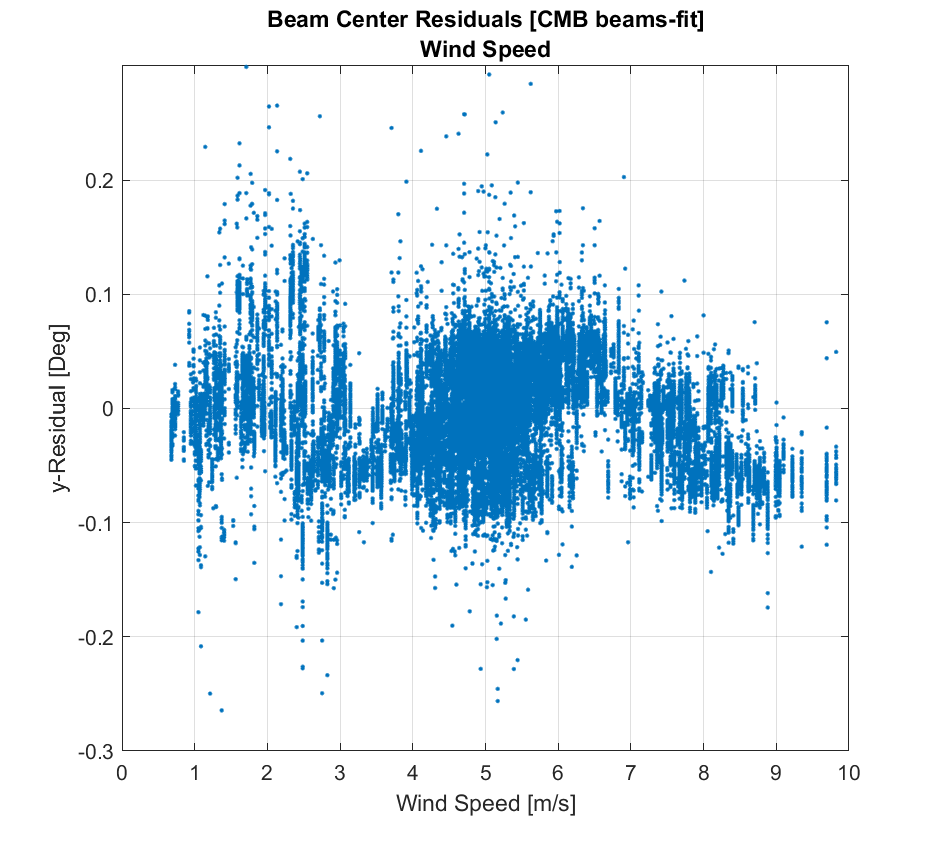 Beam Center Residuals [CMB beams-fit]
Wind Speed
y-Residual [Deg]
0.2
0.1
0
-0.1
-0.2
-0.3
0 1 2 3 4 5 6 7 8 9 10
Wind Speed [m/s]